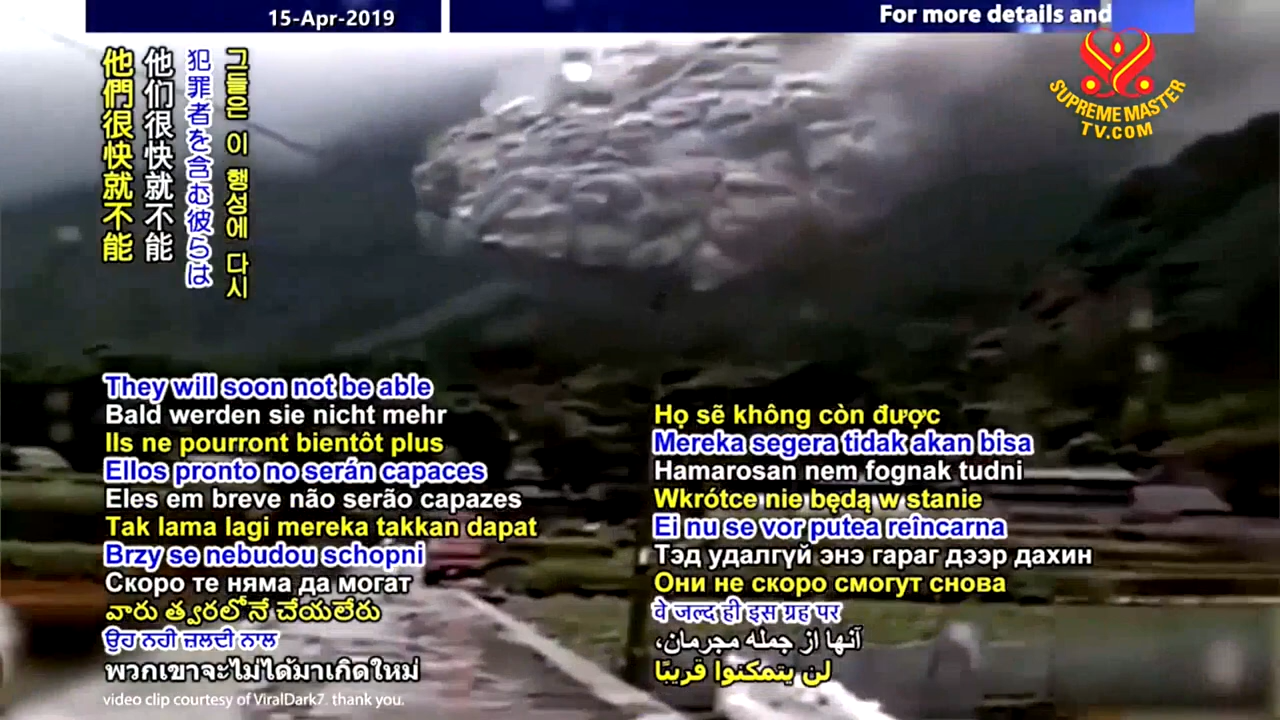 15-Apr-2019
For more details and
SUPREME MASTER
TV.COM
그들은 이 행성에 다시
犯罪者を含む彼らは
他们很快就不能
他們很快就不能
They will soon not be able
Bald werden sie nicht mehr
Ils ne pourront bientôt plus
Ellos pronto no serán capaces
Eles em breve não serão capazes
Tak lama lagi mereka takkan dapat
Brzy se nebudou schopni
Скоро те няма да могат
వారు త్వరలోనే చేయలేరు
ਉਹ ਨਹੀ ਜ਼ਲਦੀ ਨਾਲ
พวกเขาจะไม่ได้มาเกิดใหม่
Họ sẽ không còn được
Mereka segera tidak akan bisa
Hamarosan nem fognak tudni
Wkrótce nie będą w stanie
Ei nu se vor putea reîncarna
Тэд удалгүй энэ гараг дээр дахин
Они не скоро смогут снова
वे जल्द ही इस ग्रह पर
آنها از جمله مجرمان،
لن يتمكنوا قريبًا
video clip courtesy of ViralDark7. thank you.